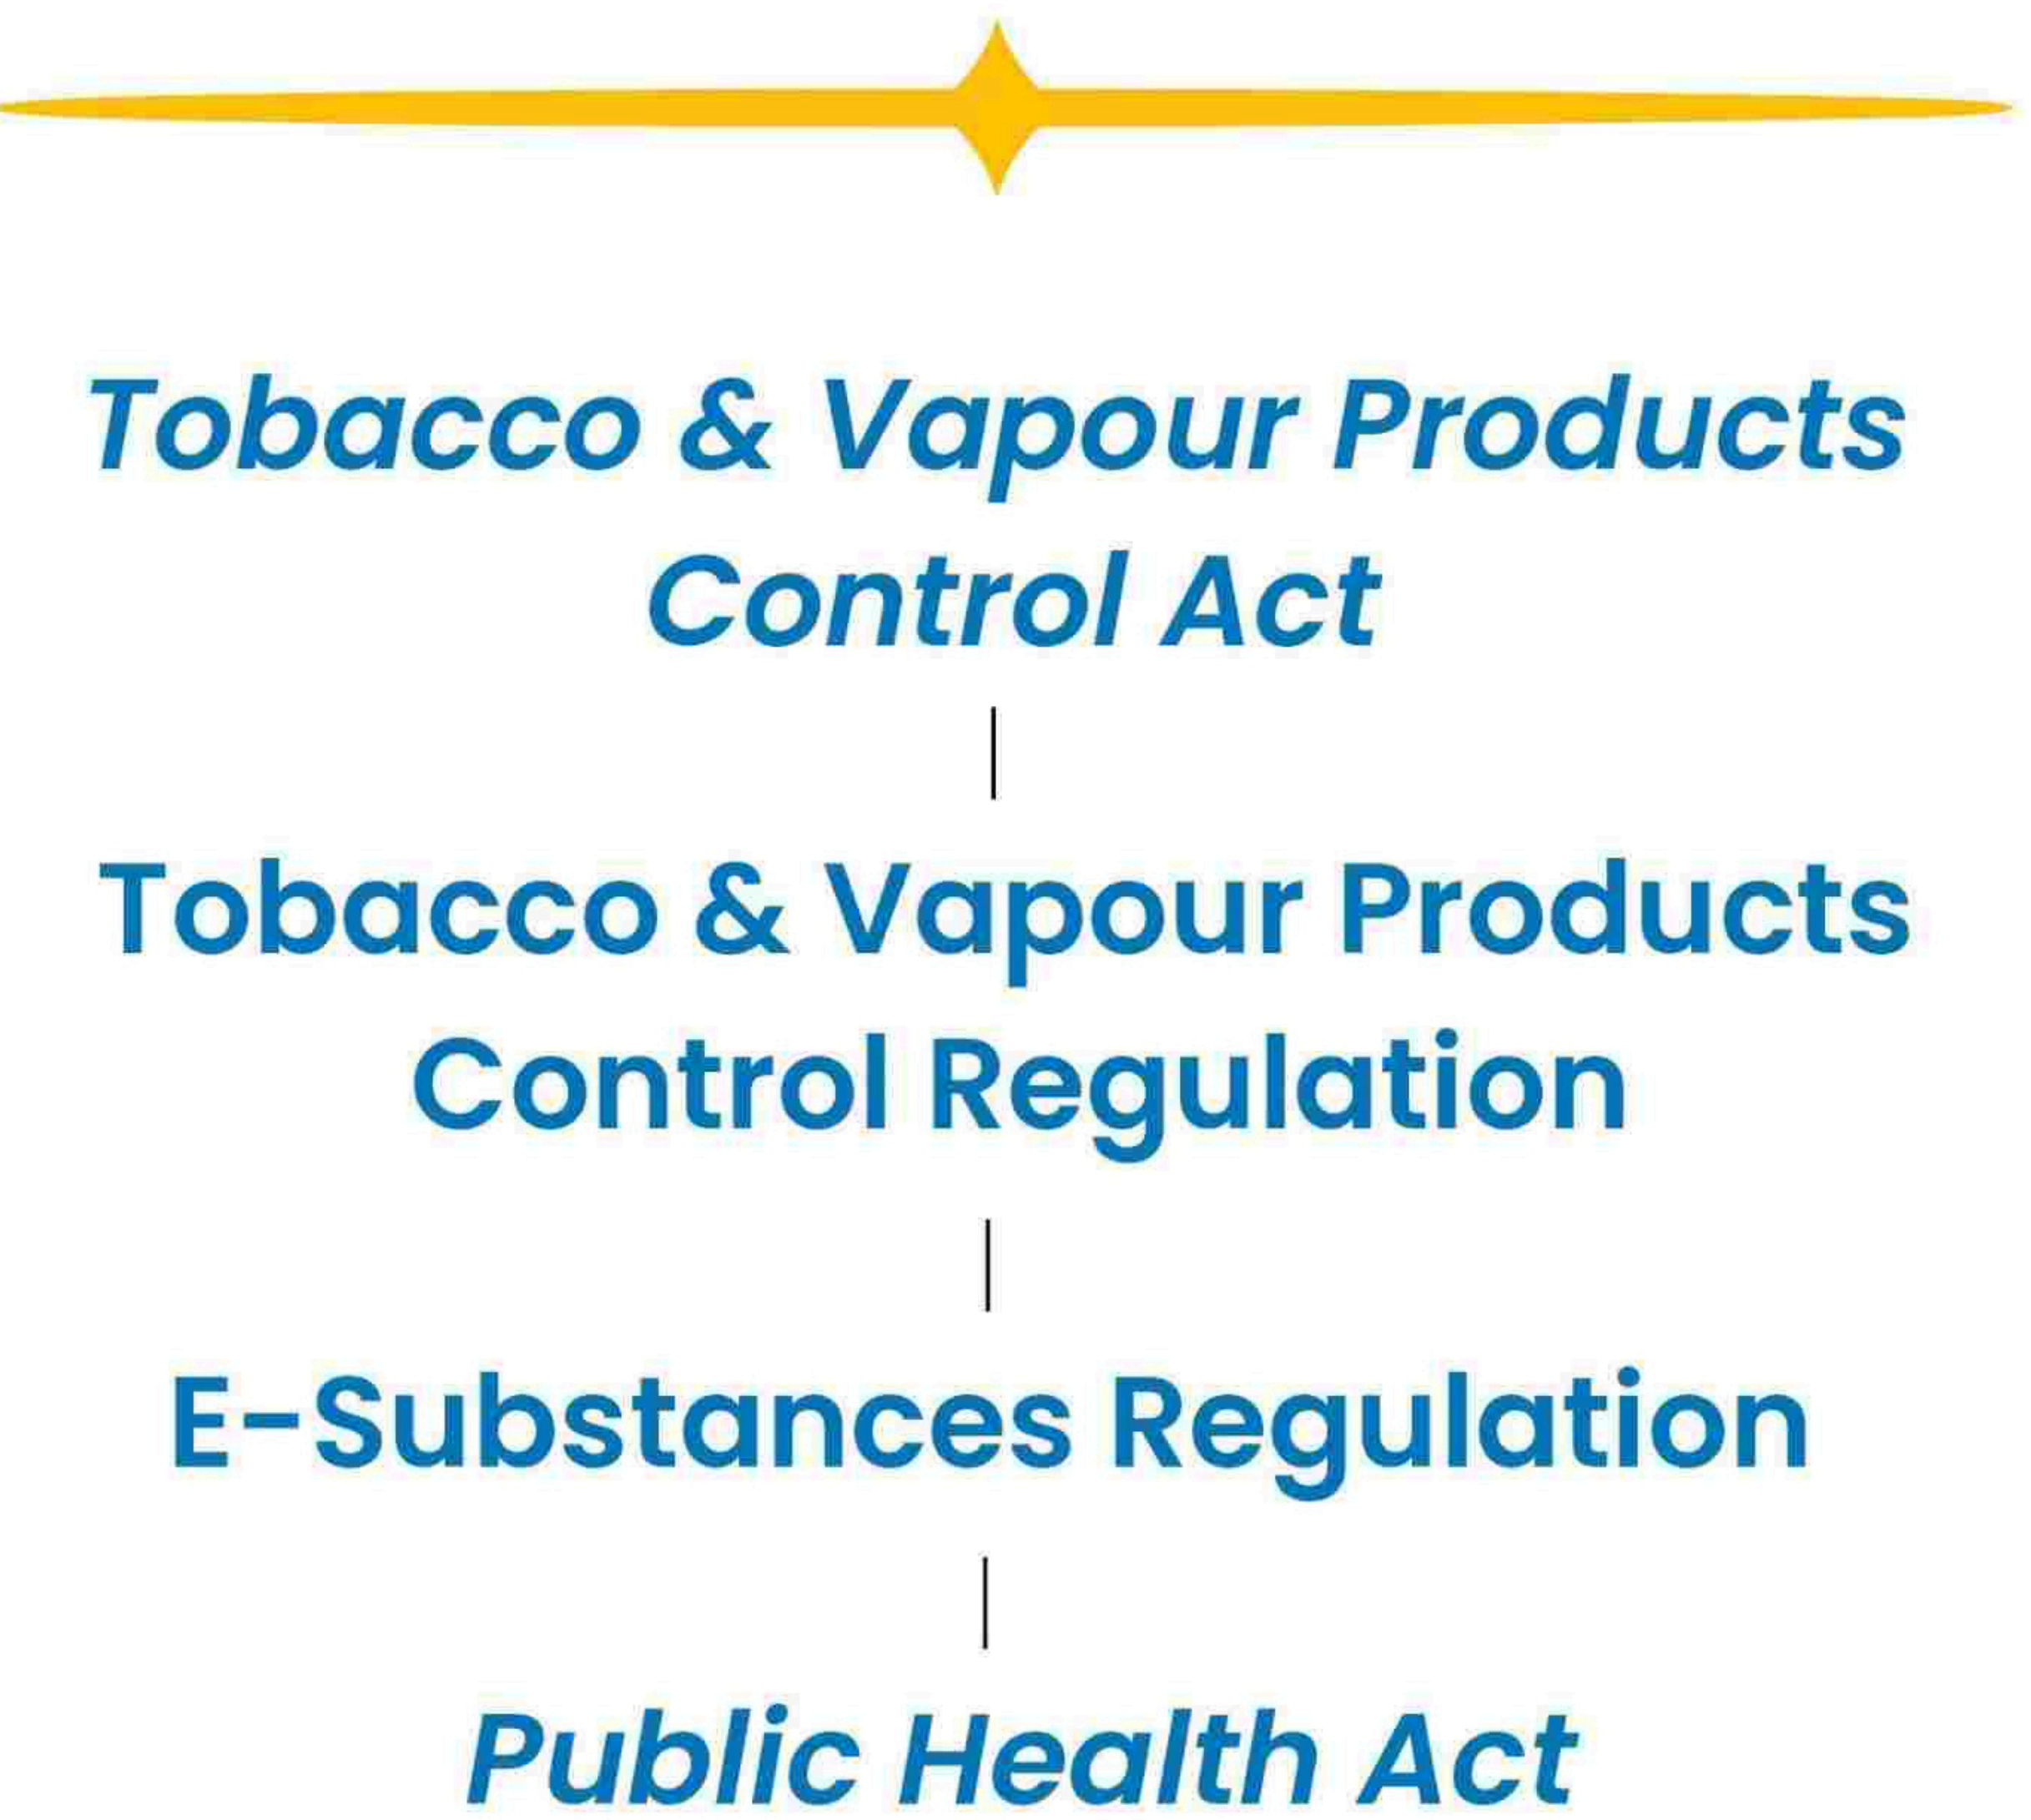 Tobacco & Vapour Products
Control Act
Tobacco & Vapour Products
Control Regulation
E-Substances Regulation
Public Health Act